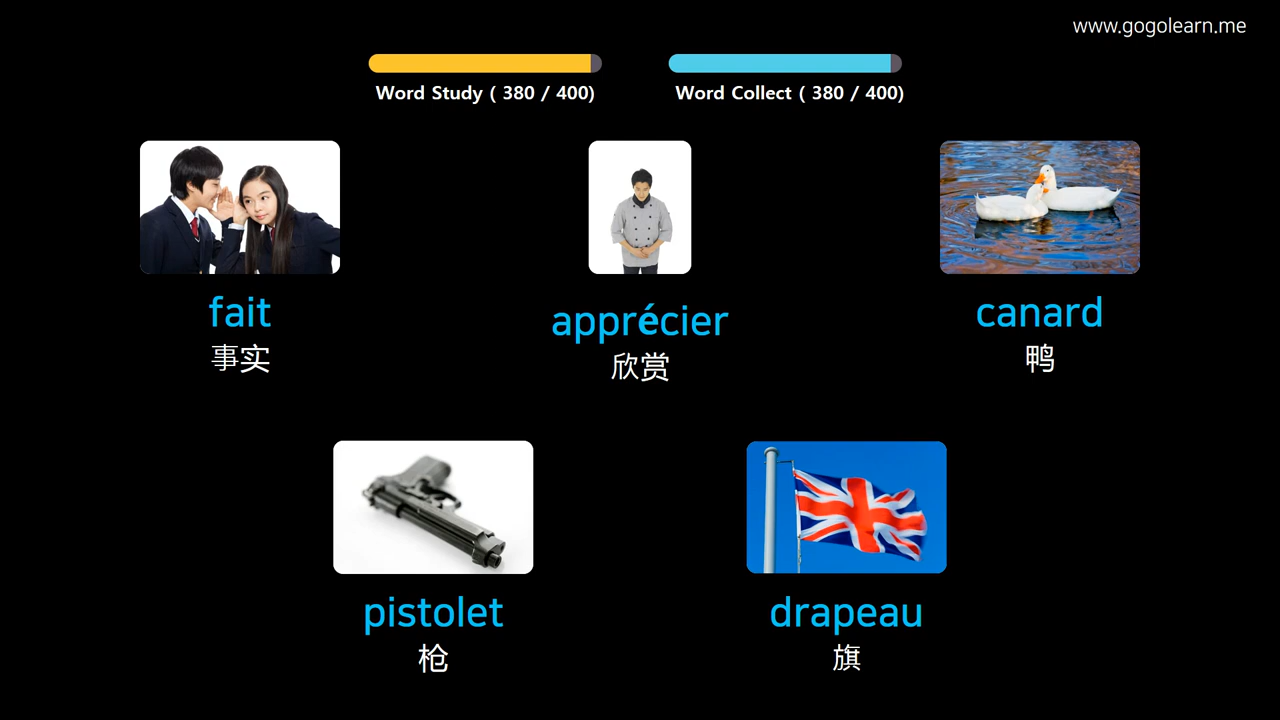 www.gogolearn.me
Word Study ( 380 / 400)
Word Collect ( 380 / 400)
fait
事实
apprécier
欣赏
canard
鸭
pistolet
枪
drapeau
旗